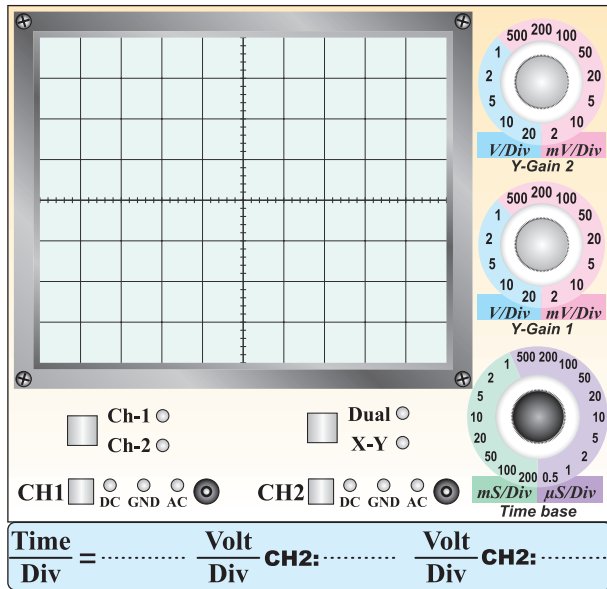 500 200 100
1 50
2 20
5 5
10 10
20 2
V/Div mV/Div
Y-Gain 2
500 200 100
1 50
2 20
5 5
10 10
20 2
V/Div mV/Div
Y-Gain 1
500 200
1 100
2 50
5 20
10 10
20 5
50 2
100 1
200 0.5
mS/Div µS/Div
Time base
Ch-1 Dual
Ch-2 X-Y
CH1 DC GND AC CH2 DC GND AC
Time/Div = ............ Volt/Div CH2: ............ Volt/Div CH2: ............